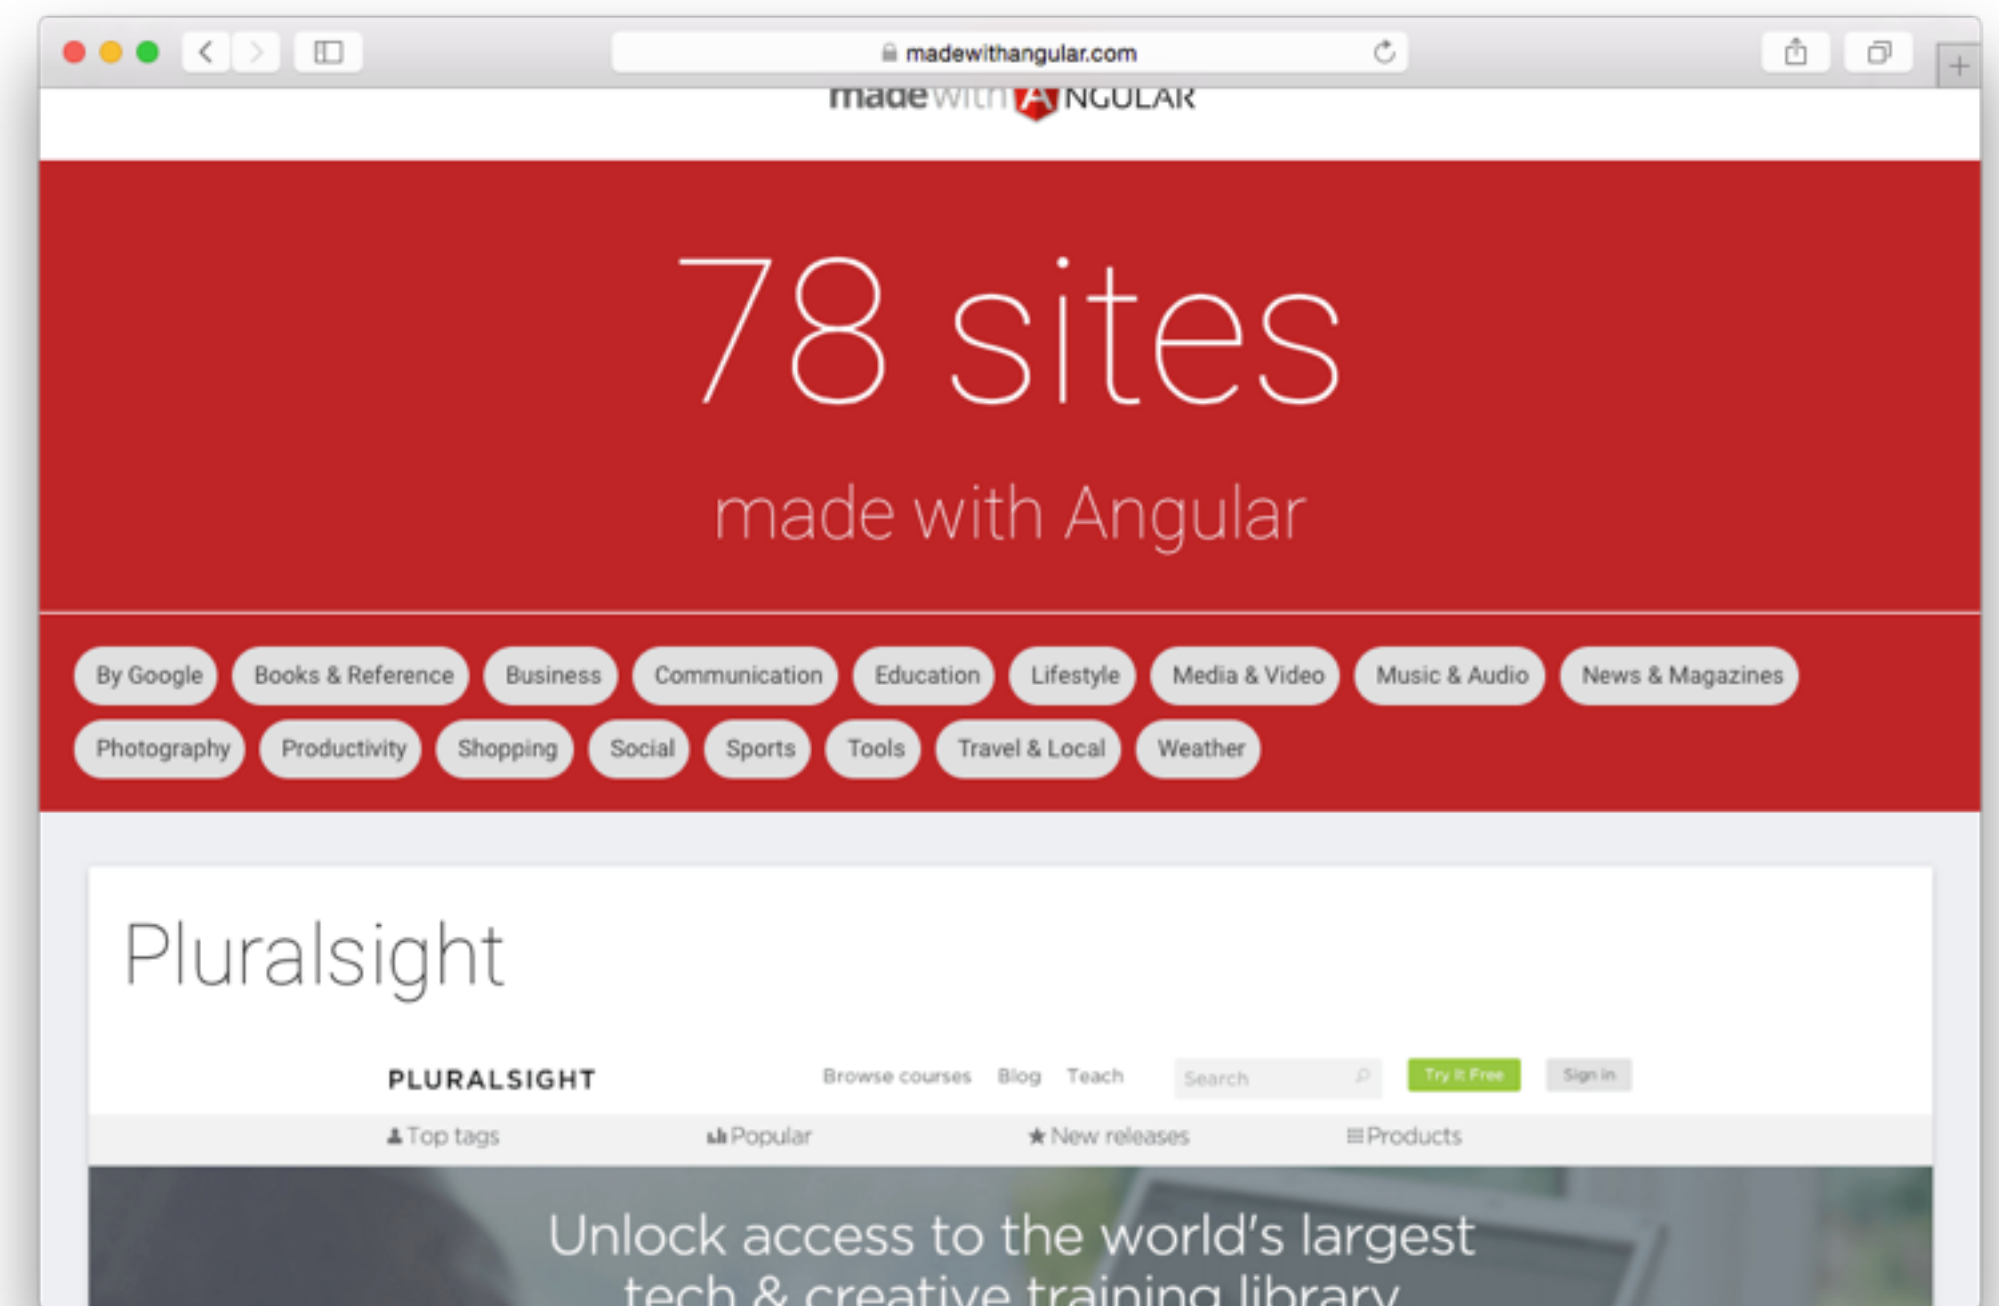 madewithangular.com
madewith ANGULAR
78 sites
made with Angular
By Google Books & Reference Business Communication Education Lifestyle Media & Video Music & Audio News & Magazines
Photography Productivity Shopping Social Sports Tools Travel & Local Weather
Pluralsight
PLURALSIGHT Browse courses Blog Teach Search Try It Free Sign in
Top tags Popular New releases Products
Unlock access to the world's largest
tech & creative training library